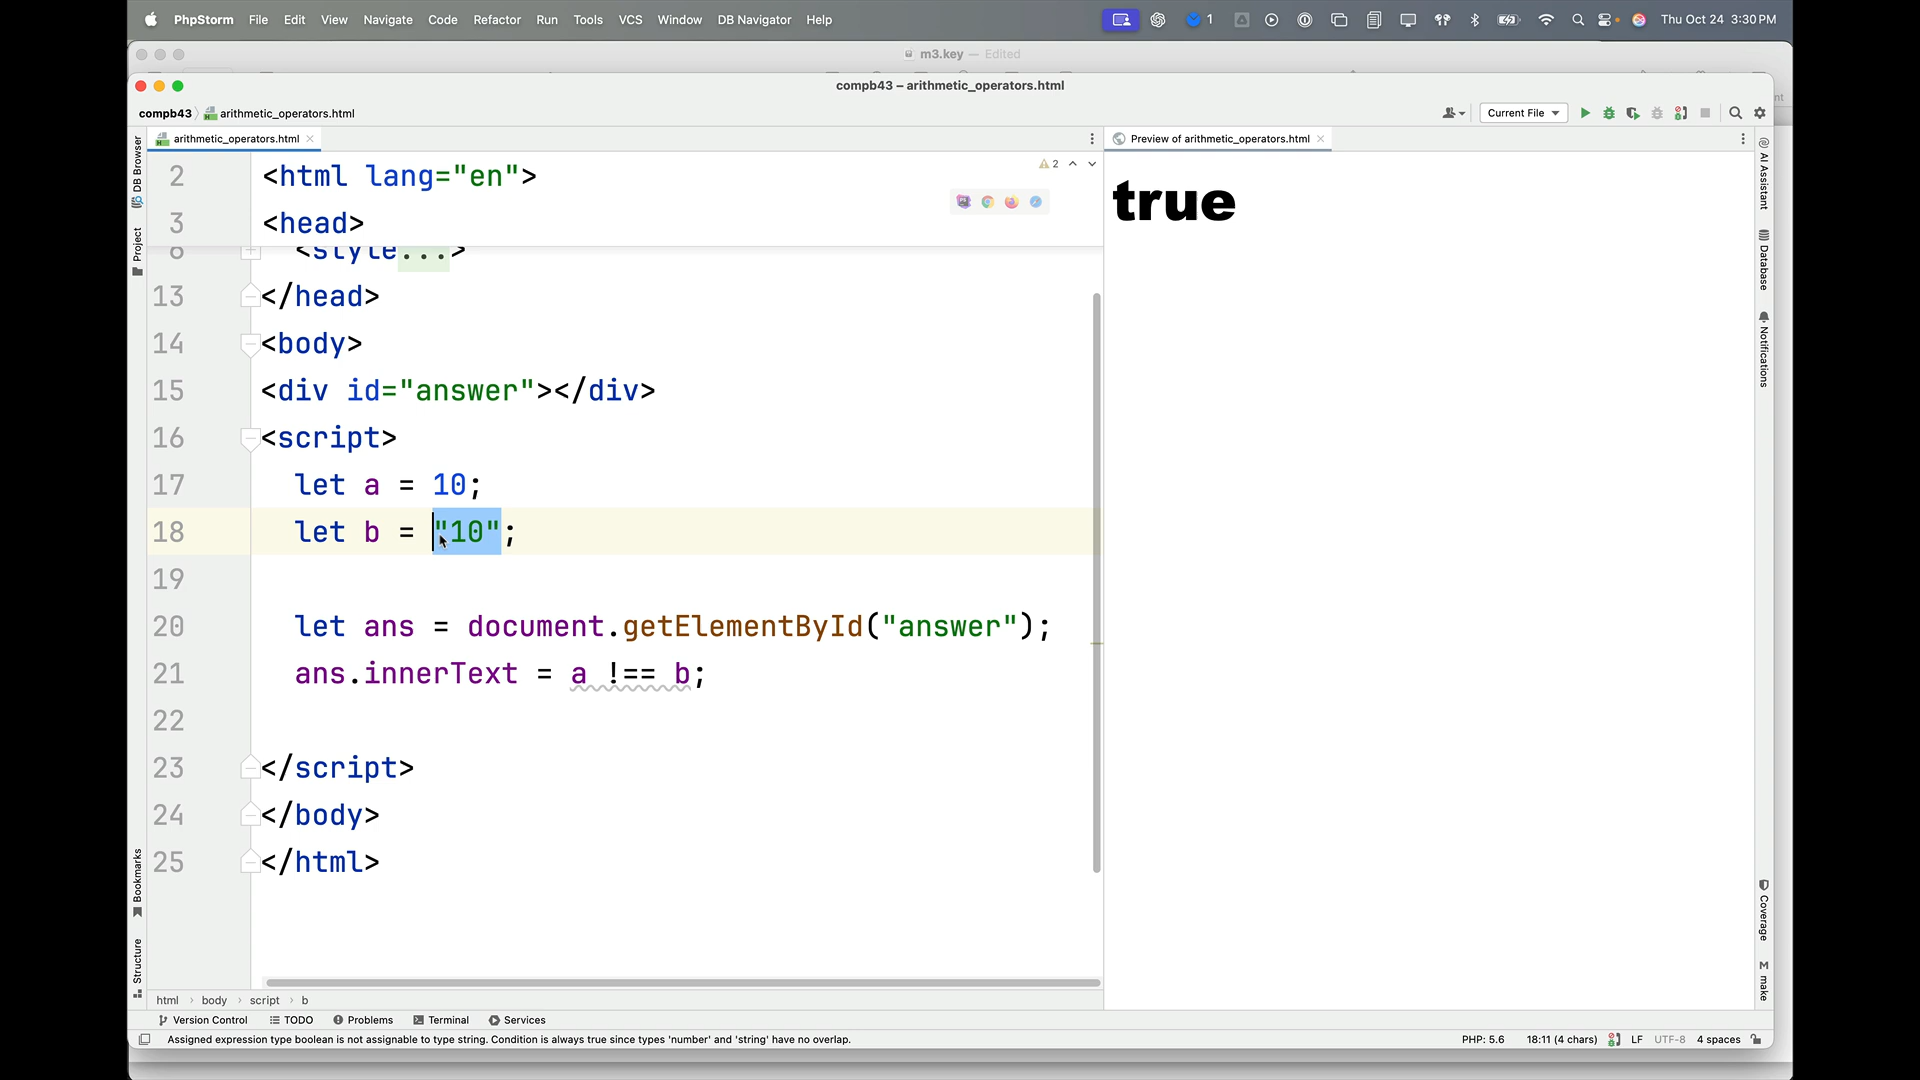 PhpStorm File Edit View Navigate Code Refactor Run Tools VCS Window DB Navigator Help 1 Thu Oct 24 3:30 PM
m3.key — Edited
compb43 – arithmetic_operators.html
compb43 arithmetic_operators.html Current File
arithmetic_operators.html
Preview of arithmetic_operators.html
2
2 <html lang="en">
3 <head>
6 <style...>
13 </head>
14 <body>
15 <div id="answer"></div>
16 <script>
17 let a = 10;
18 let b = "10";
19
20 let ans = document.getElementById("answer");
21 ans.innerText = a !== b;
22
23 </script>
24 </body>
25 </html>
true
DB Browser
Project
Bookmarks
Structure
AI Assistant
Database
Notifications
Coverage
M make
html body script b
Version Control TODO Problems Terminal Services
Assigned expression type boolean is not assignable to type string. Condition is always true since types 'number' and 'string' have no overlap. PHP: 5.6 18:11 (4 chars) LF UTF-8 4 spaces